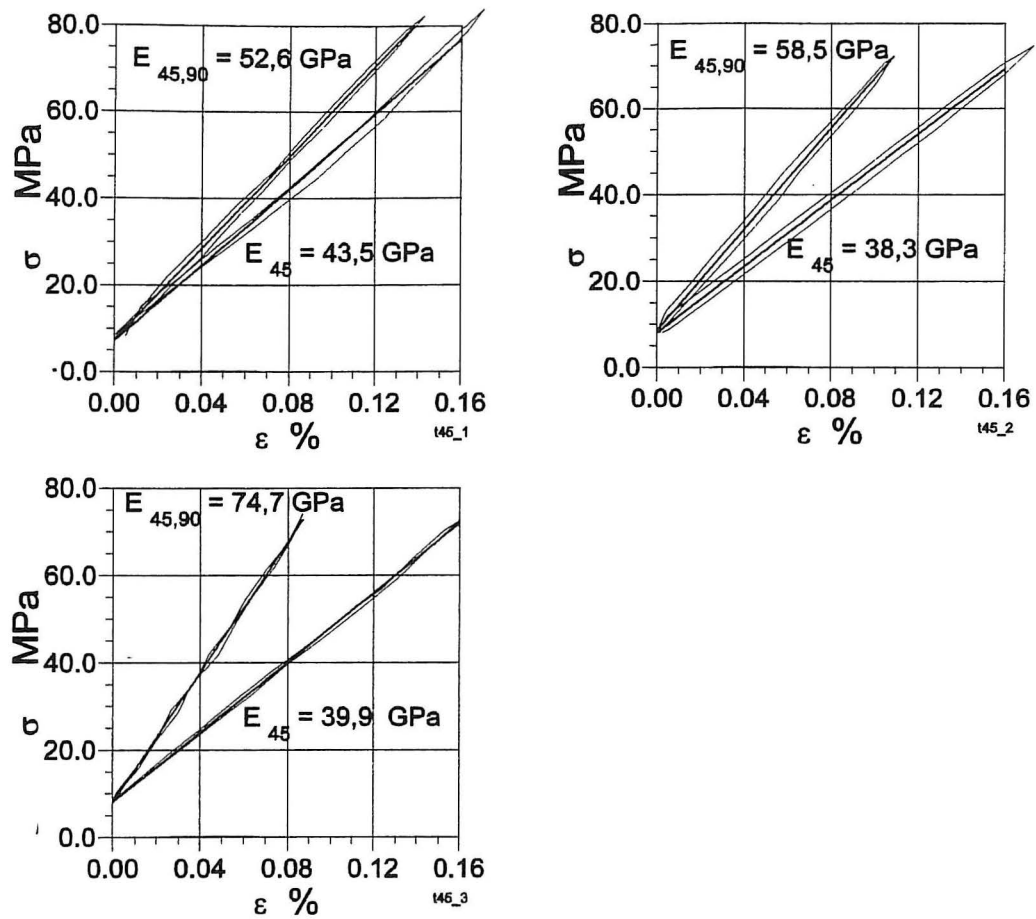 80.0
60.0
40.0
20.0
0.0
σ MPa
E 45,90 = 52,6 GPa
E 45 = 43,5 GPa
0.00 0.04 0.08 0.12 0.16
ε %
t45_1
80.0
60.0
40.0
20.0
0.0
σ MPa
E 45,90 = 58,5 GPa
E 45 = 38,3 GPa
0.00 0.04 0.08 0.12 0.16
ε %
t45_2
80.0
60.0
40.0
20.0
0.0
σ MPa
E 45,90 = 74,7 GPa
E 45 = 39,9 GPa
0.00 0.04 0.08 0.12 0.16
ε %
t45_3